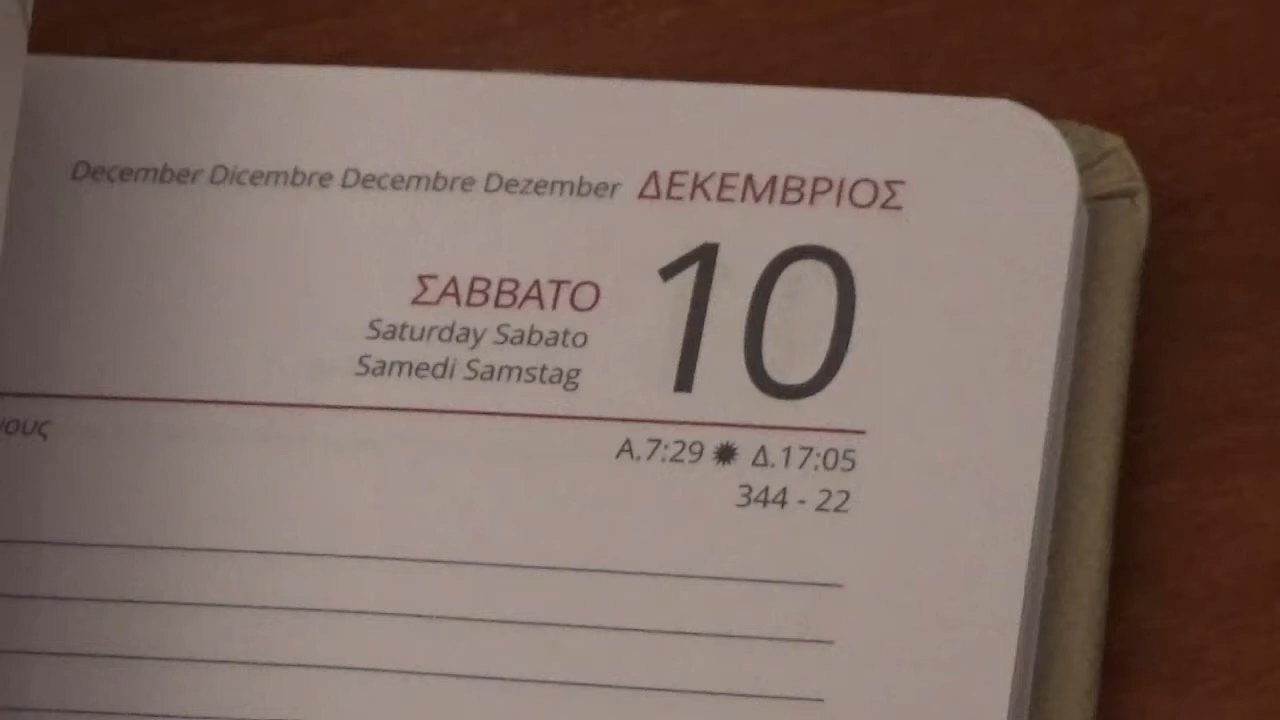 December Dicembre Decembre Dezember ΔΕΚΕΜΒΡΙΟΣ
ΣΑΒΒΑΤΟ 10
Saturday Sabato
Samedi Samstag
Α.7:29 ✹ Δ.17:05
344 - 22